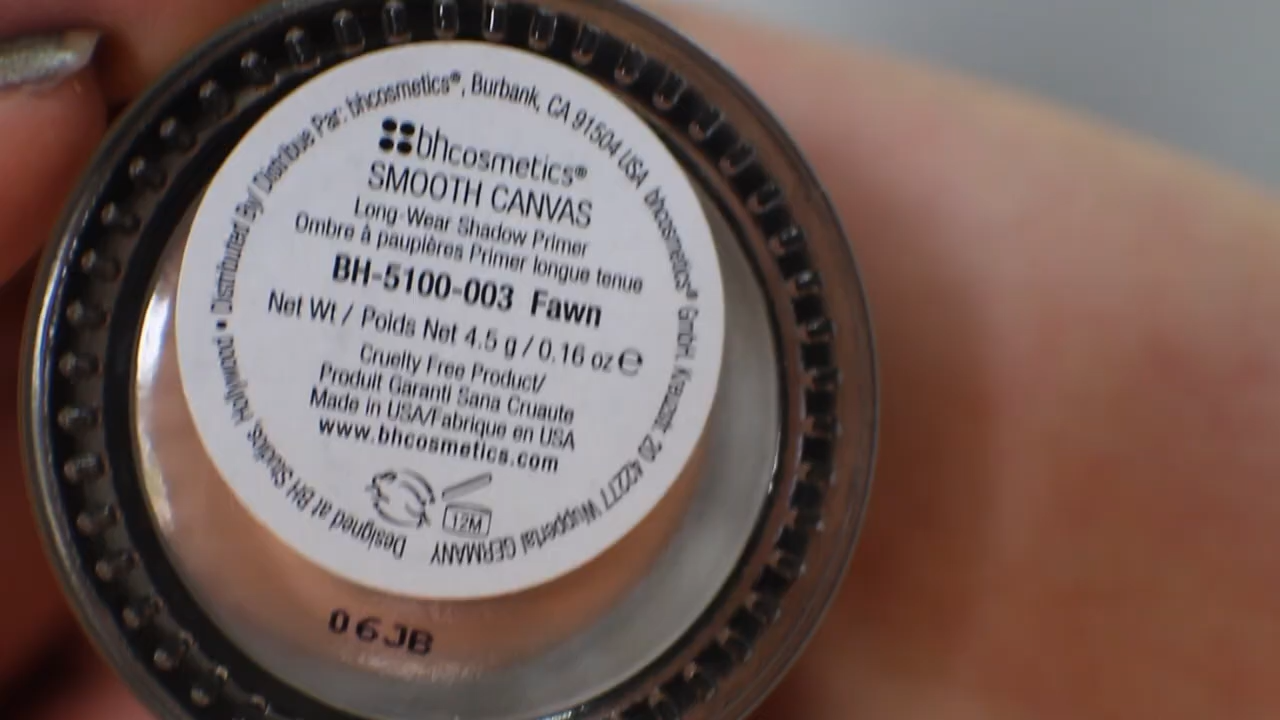 bhcosmetics®
SMOOTH CANVAS
Long-Wear Shadow Primer
Ombre à paupières Primer longue tenue
BH-5100-003 Fawn
Net Wt / Poids Net 4.5 g / 0.16 oz ℮
Cruelty Free Product/
Produit Garanti Sana Cruaute
Made in USA/Fabrique en USA
www.bhcosmetics.com
12M
Designed at BH Studios, Hollywood • Distributed By/ Distribue Par: bhcosmetics®, Burbank, CA 91504 USA bhcosmetics® GmbH, 20 42277 Wuppertal GERMANY
06JB